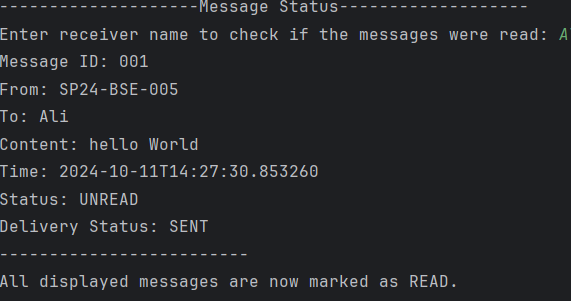 --------------------Message Status-------------------
Enter receiver name to check if the messages were read:
Message ID: 001
From: SP24-BSE-005
To: Ali
Content: hello World
Time: 2024-10-11T14:27:30.853260
Status: UNREAD
Delivery Status: SENT
-------------------------
All displayed messages are now marked as READ.